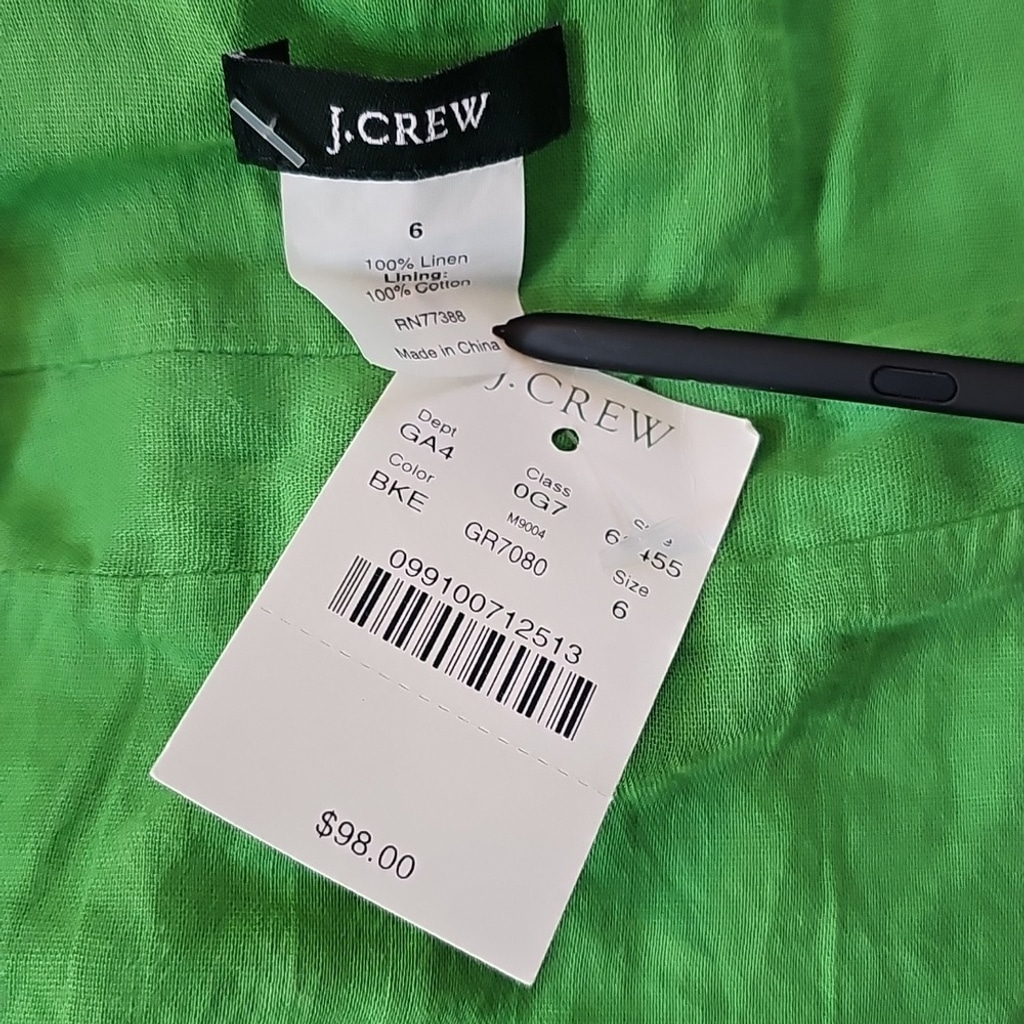 J.CREW
6
100% Linen
Lining:
100% Cotton
RN77388
Made in China
J.CREW
Dept
GA4
Class
0G7
Color
BKE
M9004
GR7080
Size
6
099100712513
$98.00